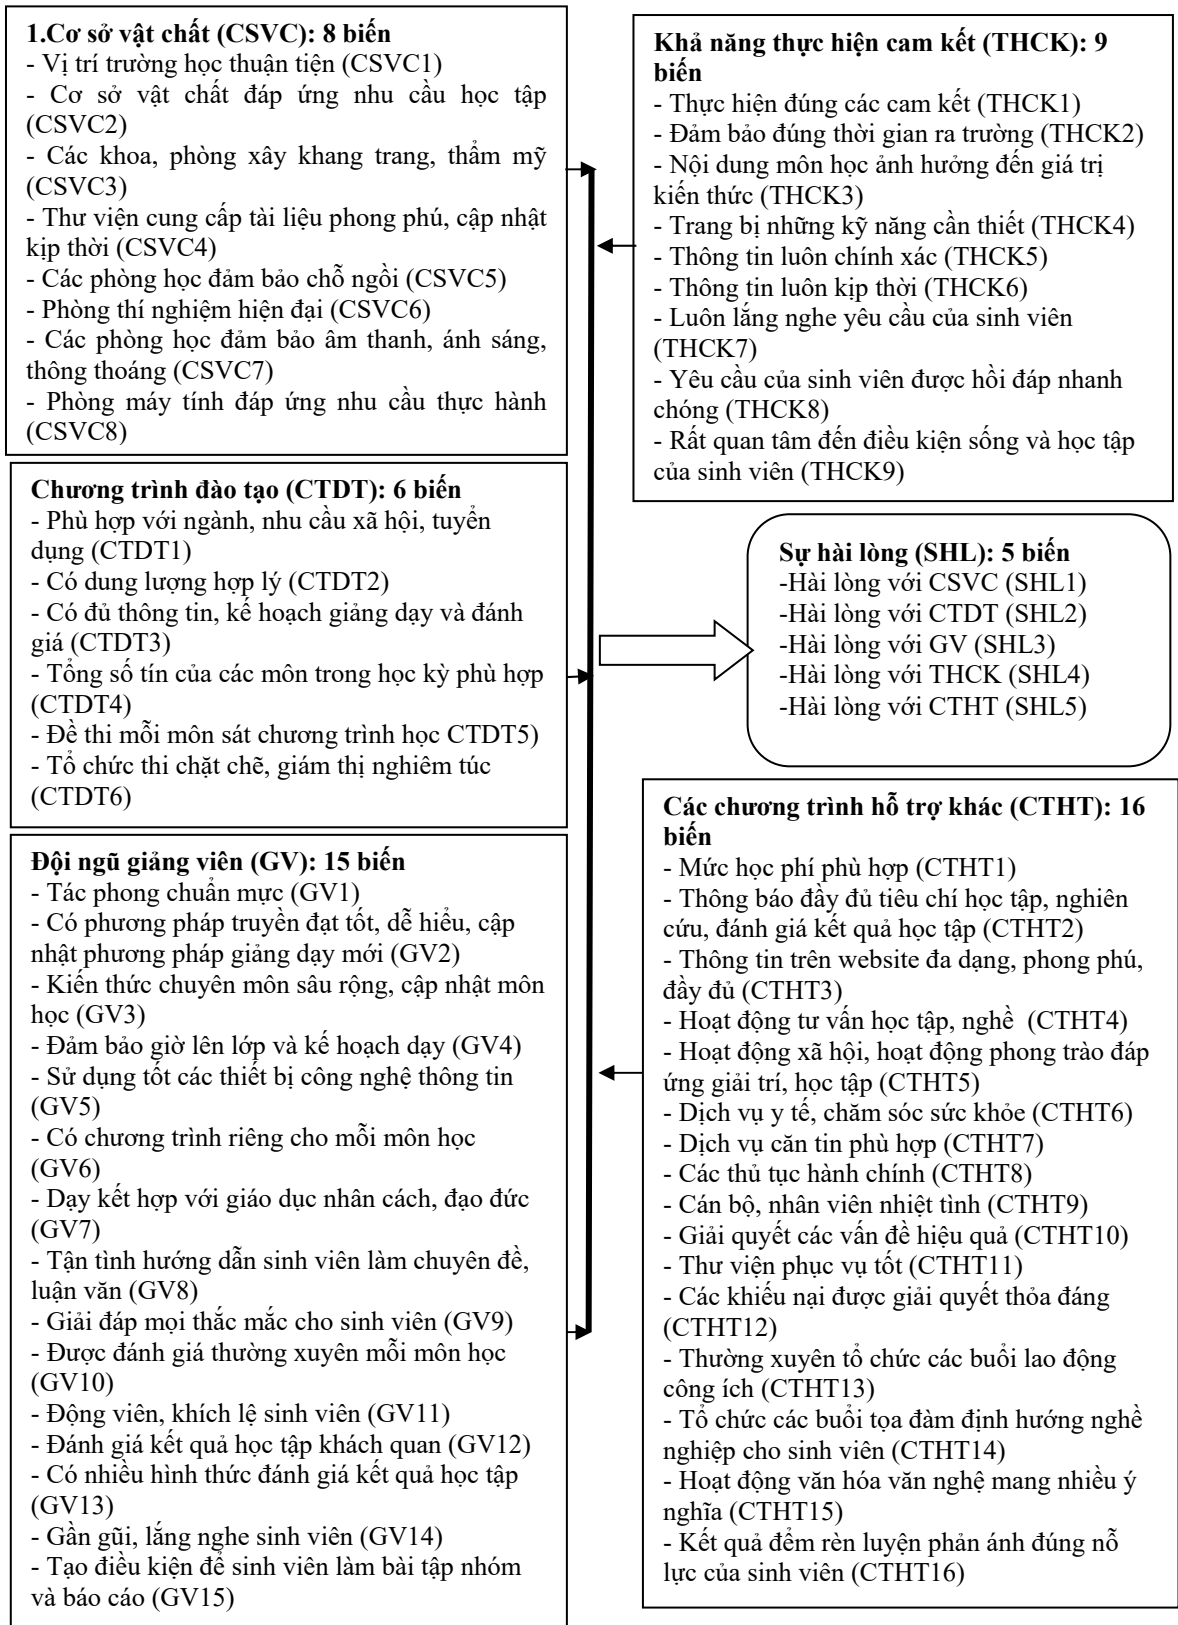 1.Cơ sở vật chất (CSVC): 8 biến
- Vị trí trường học thuận tiện (CSVC1)
- Cơ sở vật chất đáp ứng nhu cầu học tập
(CSVC2)
- Các khoa, phòng xây khang trang, thẩm mỹ
(CSVC3)
- Thư viện cung cấp tài liệu phong phú, cập nhật
kịp thời (CSVC4)
- Các phòng học đảm bảo chỗ ngồi (CSVC5)
- Phòng thí nghiệm hiện đại (CSVC6)
- Các phòng học đảm bảo âm thanh, ánh sáng,
thông thoáng (CSVC7)
- Phòng máy tính đáp ứng nhu cầu thực hành
(CSVC8)
Chương trình đào tạo (CTDT): 6 biến
- Phù hợp với ngành, nhu cầu xã hội, tuyển
dụng (CTDT1)
- Có dung lượng hợp lý (CTDT2)
- Có đủ thông tin, kế hoạch giảng dạy và đánh
giá (CTDT3)
- Tổng số tín của các môn trong học kỳ phù hợp
(CTDT4)
- Đề thi mỗi môn sát chương trình học CTDT5)
- Tổ chức thi chặt chẽ, giám thị nghiêm túc
(CTDT6)
Đội ngũ giảng viên (GV): 15 biến
- Tác phong chuẩn mực (GV1)
- Có phương pháp truyền đạt tốt, dễ hiểu, cập
nhật phương pháp giảng dạy mới (GV2)
- Kiến thức chuyên môn sâu rộng, cập nhật môn
học (GV3)
- Đảm bảo giờ lên lớp và kế hoạch dạy (GV4)
- Sử dụng tốt các thiết bị công nghệ thông tin
(GV5)
- Có chương trình riêng cho mỗi môn học
(GV6)
- Dạy kết hợp với giáo dục nhân cách, đạo đức
(GV7)
- Tận tình hướng dẫn sinh viên làm chuyên đề,
luận văn (GV8)
- Giải đáp mọi thắc mắc cho sinh viên (GV9)
- Được đánh giá thường xuyên mỗi môn học
(GV10)
- Động viên, khích lệ sinh viên (GV11)
- Đánh giá kết quả học tập khách quan (GV12)
- Có nhiều hình thức đánh giá kết quả học tập
(GV13)
- Gần gũi, lắng nghe sinh viên (GV14)
- Tạo điều kiện để sinh viên làm bài tập nhóm
và báo cáo (GV15)
Khả năng thực hiện cam kết (THCK): 9
biến
- Thực hiện đúng các cam kết (THCK1)
- Đảm bảo đúng thời gian ra trường (THCK2)
- Nội dung môn học ảnh hưởng đến giá trị
kiến thức (THCK3)
- Trang bị những kỹ năng cần thiết (THCK4)
- Thông tin luôn chính xác (THCK5)
- Thông tin luôn kịp thời (THCK6)
- Luôn lắng nghe yêu cầu của sinh viên
(THCK7)
- Yêu cầu của sinh viên được hồi đáp nhanh
chóng (THCK8)
- Rất quan tâm đến điều kiện sống và học tập
của sinh viên (THCK9)
Sự hài lòng (SHL): 5 biến
-Hài lòng với CSVC (SHL1)
-Hài lòng với CTDT (SHL2)
-Hài lòng với GV (SHL3)
-Hài lòng với THCK (SHL4)
-Hài lòng với CTHT (SHL5)
Các chương trình hỗ trợ khác (CTHT): 16
biến
- Mức học phí phù hợp (CTHT1)
- Thông báo đầy đủ tiêu chí học tập, nghiên
cứu, đánh giá kết quả học tập (CTHT2)
- Thông tin trên website đa dạng, phong phú,
đầy đủ (CTHT3)
- Hoạt động tư vấn học tập, nghề (CTHT4)
- Hoạt động xã hội, hoạt động phong trào đáp
ứng giải trí, học tập (CTHT5)
- Dịch vụ y tế, chăm sóc sức khỏe (CTHT6)
- Dịch vụ căn tin phù hợp (CTHT7)
- Các thủ tục hành chính (CTHT8)
- Cán bộ, nhân viên nhiệt tình (CTHT9)
- Giải quyết các vấn đề hiệu quả (CTHT10)
- Thư viện phục vụ tốt (CTHT11)
- Các khiếu nại được giải quyết thỏa đáng
(CTHT12)
- Thường xuyên tổ chức các buổi lao động
công ích (CTHT13)
- Tổ chức các buổi tọa đàm định hướng nghề
nghiệp cho sinh viên (CTHT14)
- Hoạt động văn hóa văn nghệ mang nhiều ý
nghĩa (CTHT15)
- Kết quả đểm rèn luyện phản ánh đúng nỗ
lực của sinh viên (CTHT16)